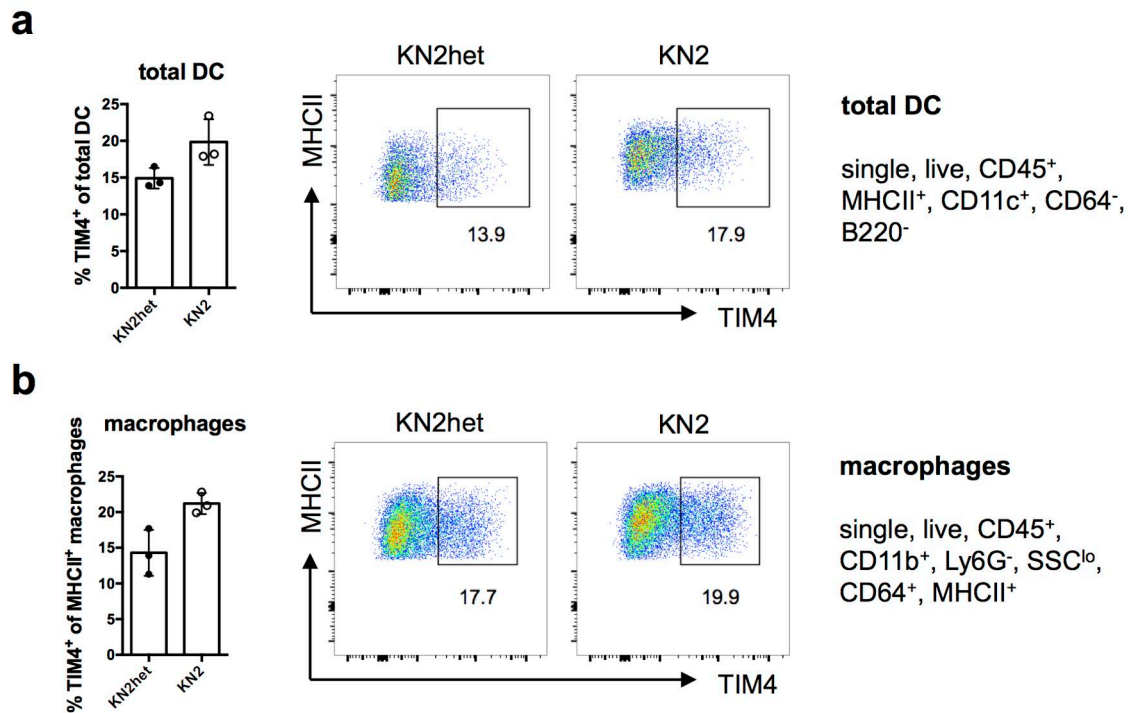 a
total DC
% TIM4⁺ of total DC
25
20
15
10
5
0
KN2het
KN2
KN2het
KN2
MHCII
13.9
17.9
TIM4
total DC
single, live, CD45⁺,
MHCII⁺, CD11c⁺, CD64⁻,
B220⁻
b
macrophages
% TIM4⁺ of MHCII⁺ macrophages
25
20
15
10
5
0
KN2het
KN2
KN2het
KN2
MHCII
17.7
19.9
TIM4
macrophages
single, live, CD45⁺,
CD11b⁺, Ly6G⁻, SSCˡᵒ,
CD64⁺, MHCII⁺